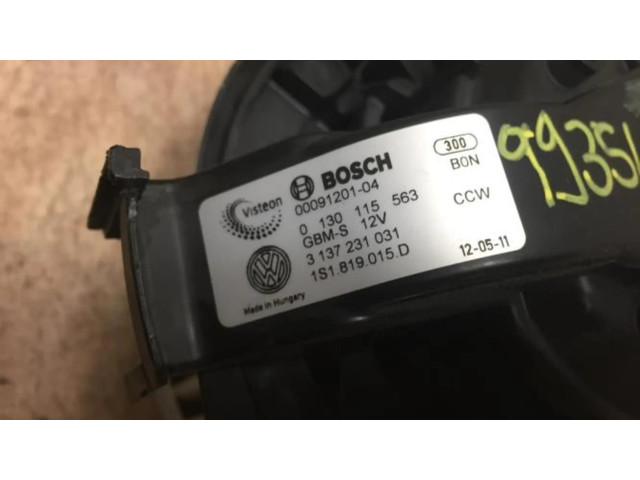 300
BOSCH
BON
Visteon
00091201-04
0 130 115 563
CCW
GBM-S 12V
3 137 231 031
12-05-11
1S1.819.015.D
Made in Hungary
9935